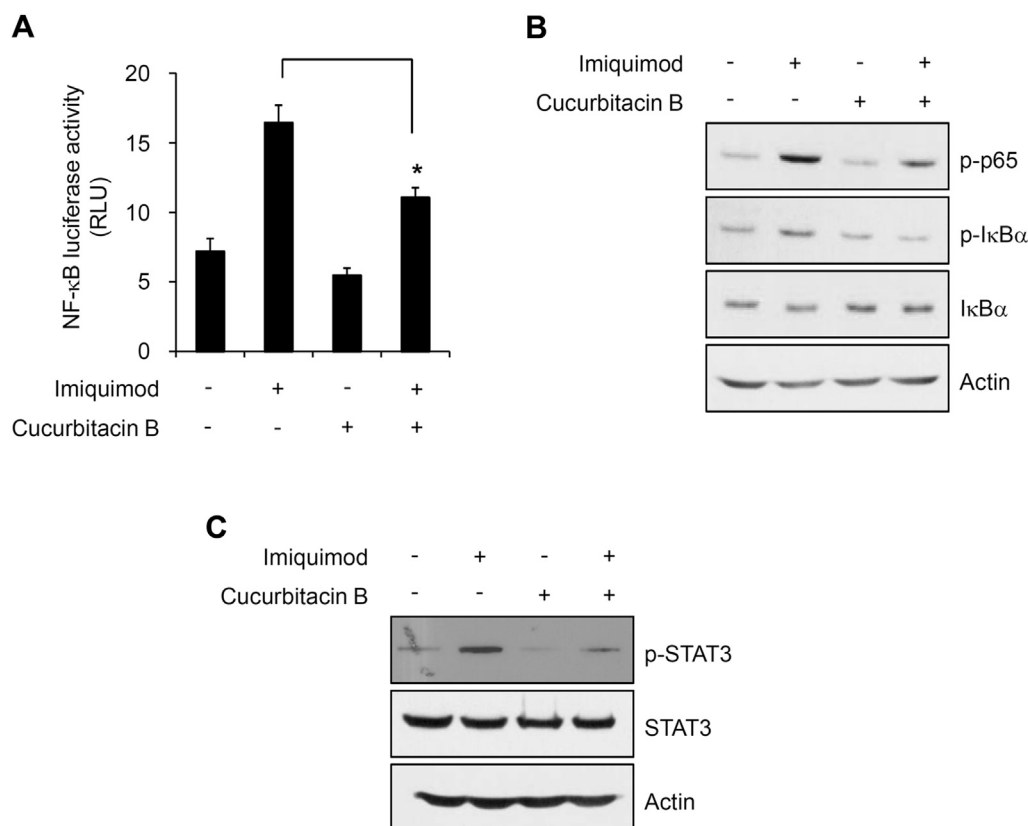 A
NF-κB luciferase activity
(RLU)
20
15
10
5
0
*
Imiquimod - + - +
Cucurbitacin B - - + +
B
Imiquimod - + - +
Cucurbitacin B - - + +
p-p65
p-IκBα
IκBα
Actin
C
Imiquimod - + - +
Cucurbitacin B - - + +
p-STAT3
STAT3
Actin